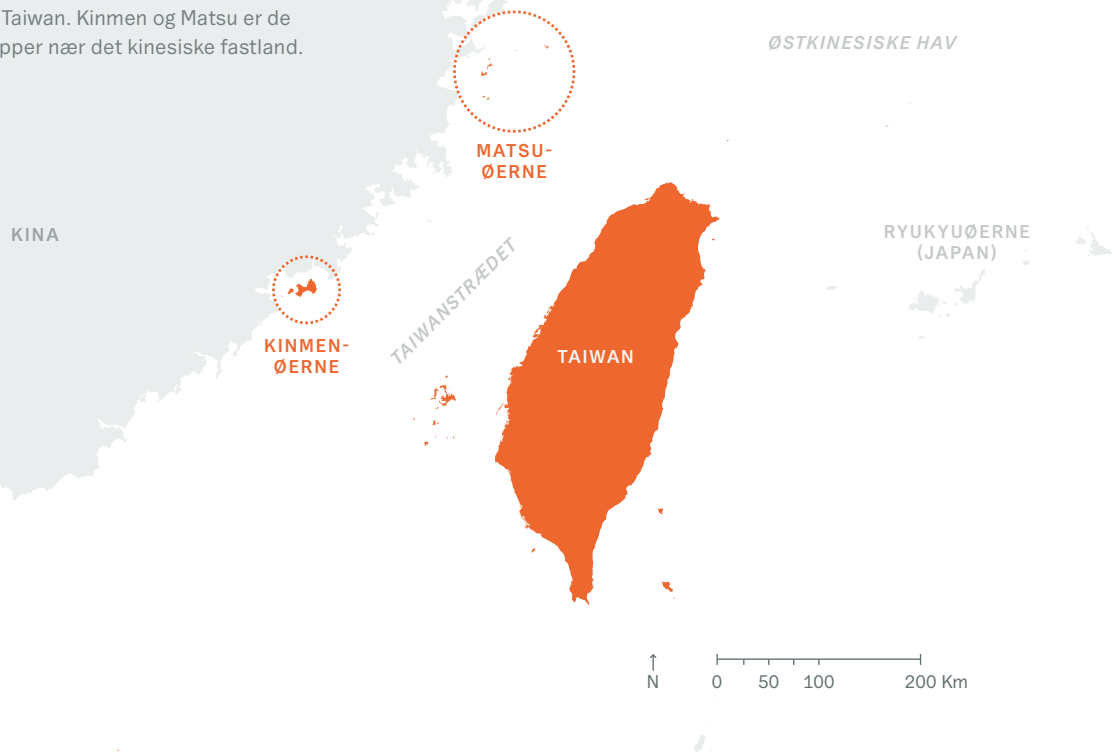 Taiwan. Kinmen og Matsu er de
pper nær det kinesiske fastland.
ØSTKINESISKE HAV
MATSU-
ØERNE
KINA
RYUKYUØERNE
(JAPAN)
TAIWANSTRÆDET
KINMEN-
ØERNE
TAIWAN
N
0 50 100 200 Km